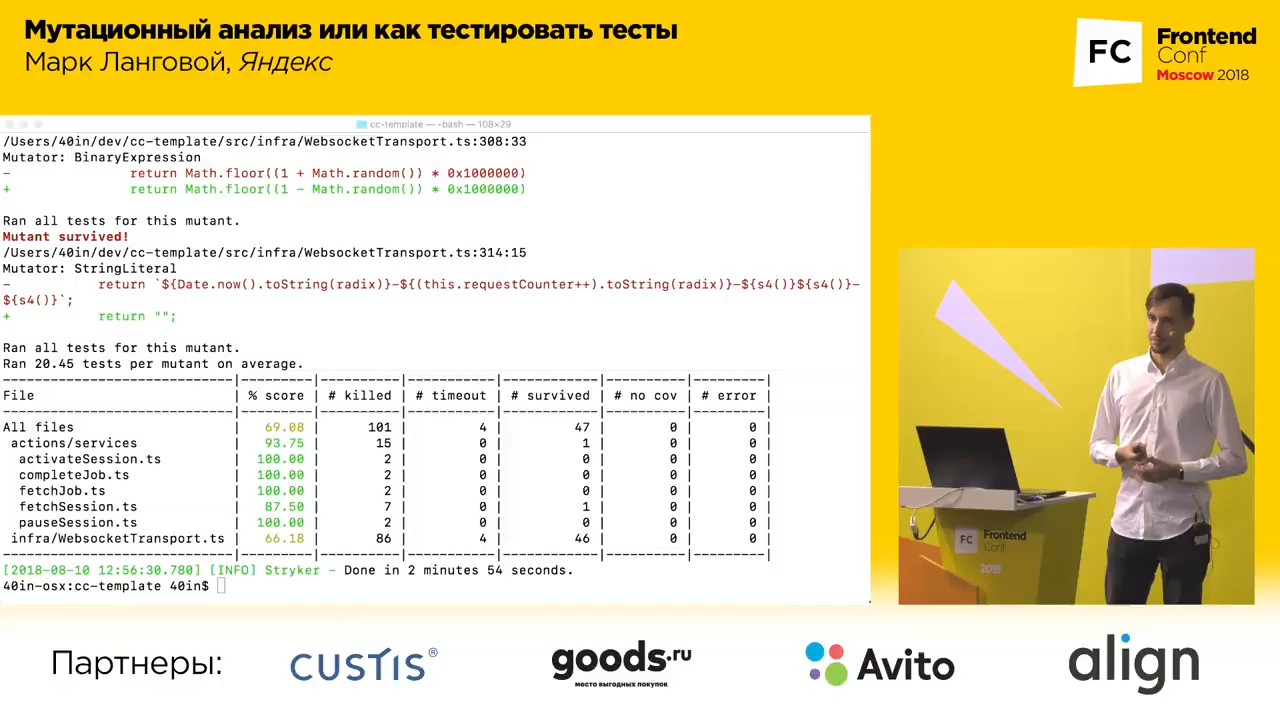 Мутационный анализ или как тестировать тесты
Марк Ланговой, Яндекс
FC
Frontend
Conf
Moscow 2018
cc-template — -bash — 108×29
/Users/40in/dev/cc-template/src/infra/WebsocketTransport.ts:308:33
Mutator: BinaryExpression
-               return Math.floor((1 + Math.random()) * 0x1000000)
+               return Math.floor((1 - Math.random()) * 0x1000000)
Ran all tests for this mutant.
Mutant survived!
/Users/40in/dev/cc-template/src/infra/WebsocketTransport.ts:314:15
Mutator: StringLiteral
-           return `${Date.now().toString(radix)}-${(this.requestCounter++).toString(radix)}-${s4()}${s4()}-
${s4()}`;
+           return "";
Ran all tests for this mutant.
Ran 20.45 tests per mutant on average.
-----------------------------|---------|----------|-----------|------------|----------|---------|
File                         | % score | # killed | # timeout | # survived | # no cov | # error |
-----------------------------|---------|----------|-----------|------------|----------|---------|
All files                    |   69.08 |      101 |         4 |         47 |        0 |       0 |
 actions/services            |   93.75 |       15 |         0 |          1 |        0 |       0 |
  activateSession.ts         |  100.00 |        2 |         0 |          0 |        0 |       0 |
  completeJob.ts             |  100.00 |        2 |         0 |          0 |        0 |       0 |
  fetchJob.ts                |  100.00 |        2 |         0 |          0 |        0 |       0 |
  fetchSession.ts            |   87.50 |        7 |         0 |          1 |        0 |       0 |
  pauseSession.ts            |  100.00 |        2 |         0 |          0 |        0 |       0 |
 infra/WebsocketTransport.ts |   66.18 |       86 |         4 |         46 |        0 |       0 |
-----------------------------|---------|----------|-----------|------------|----------|---------|
[2018-08-10 12:56:30.780] [INFO] Stryker - Done in 2 minutes 54 seconds.
40in-osx:cc-template 40in$
FC
Frontend
Conf
2018
Партнеры:
CUSTIS®
goods.ru
место выгодных покупок
Avito
align